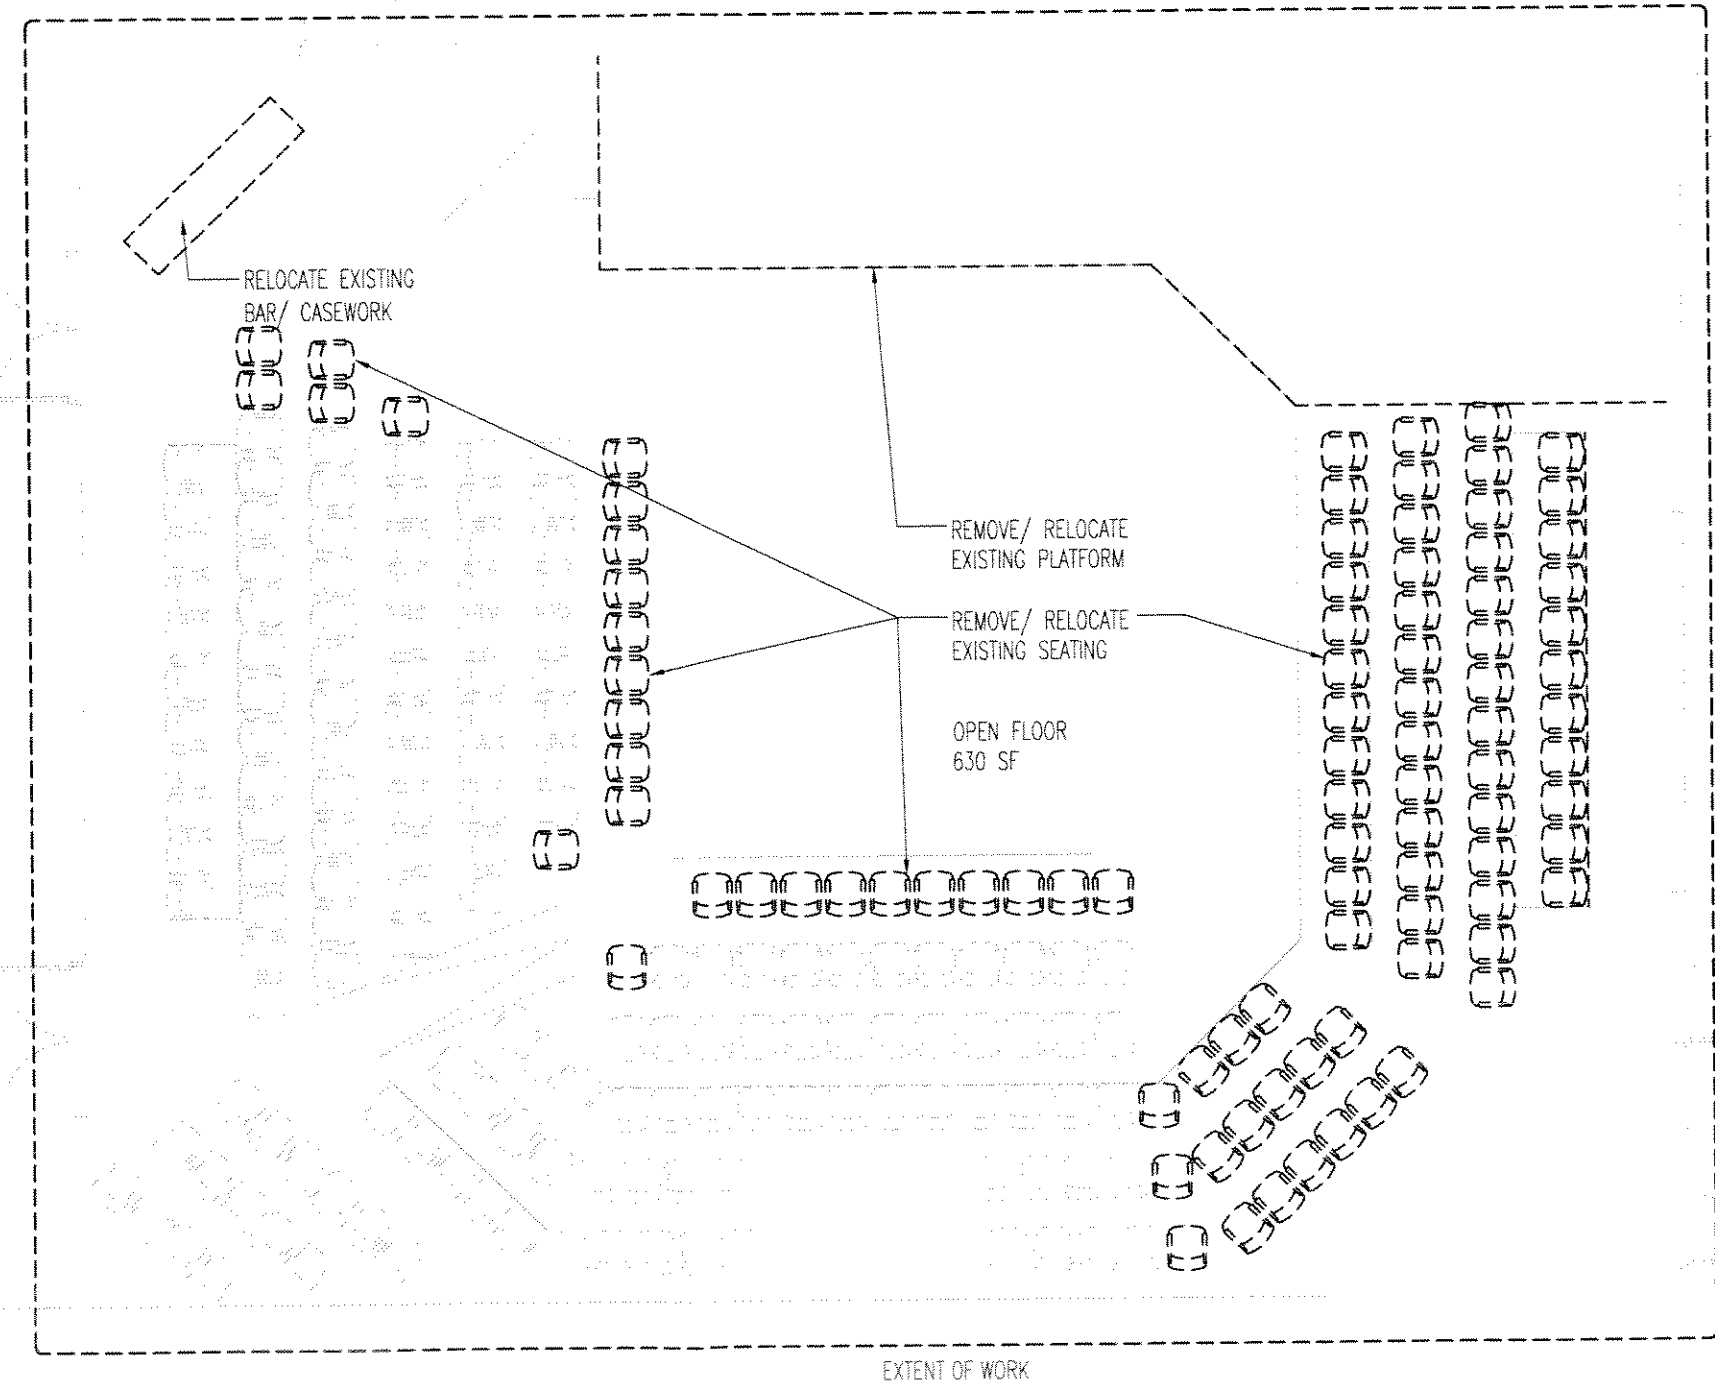 RELOCATE EXISTING
BAR/ CASEWORK
REMOVE/ RELOCATE
EXISTING PLATFORM
REMOVE/ RELOCATE
EXISTING SEATING
OPEN FLOOR
630 SF
EXTENT OF WORK